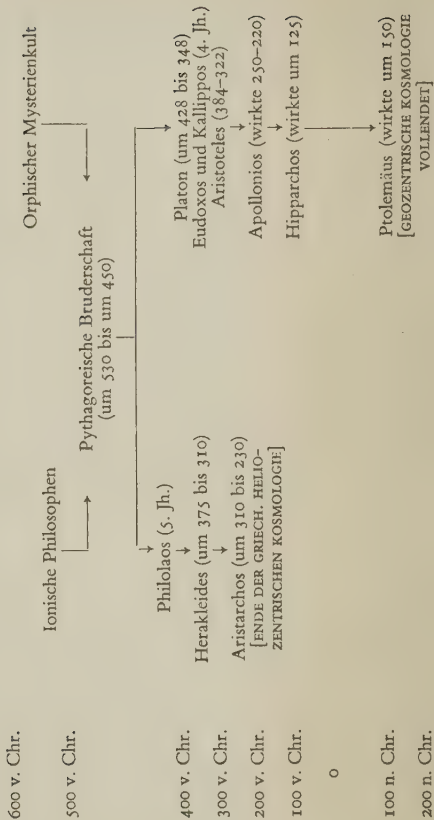 600 v. Chr.
Ionische Philosophen
Orphischer Mysterienkult
500 v. Chr.
Pythagoreische Bruderschaft
(um 530 bis um 450)
400 v. Chr.
Philolaos (5. Jh.)
Platon (um 428 bis 348)
Eudoxos und Kallippos (4. Jh.)
300 v. Chr.
Herakleides (um 375 bis 310)
Aristoteles (384–322)
200 v. Chr.
Aristarchos (um 310 bis 230)
[ENDE DER GRIECH. HELIO-
ZENTRISCHEN KOSMOLOGIE]
Apollonios (wirkte 250–220)
100 v. Chr.
Hipparchos (wirkte um 125)
0
100 n. Chr.
Ptolemäus (wirkte um 150)
[GEOZENTRISCHE KOSMOLOGIE
VOLLENDET]
200 n. Chr.